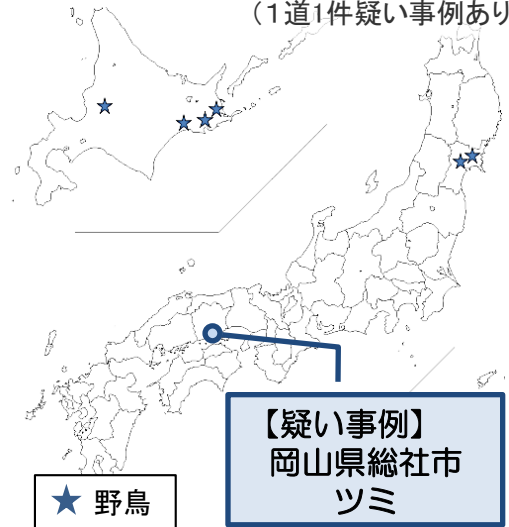 （１道1件疑い事例あり
【疑い事例】
岡山県総社市
ツミ
★ 野鳥